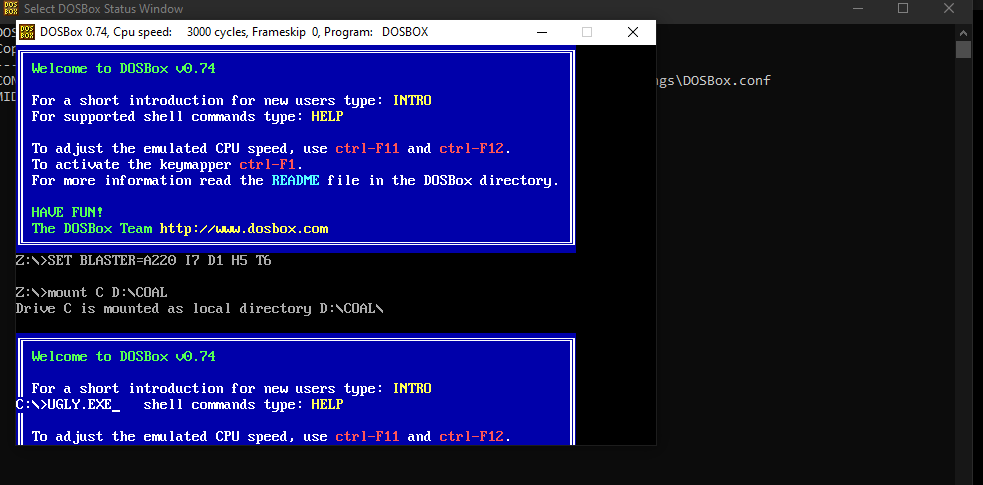 Select DOSBox Status Window
DOSBox 0.74, Cpu speed: 3000 cycles, Frameskip 0, Program: DOSBOX
Welcome to DOSBox v0.74
For a short introduction for new users type: INTRO
For supported shell commands type: HELP
To adjust the emulated CPU speed, use ctrl-F11 and ctrl-F12.
To activate the keymapper ctrl-F1.
For more information read the README file in the DOSBox directory.
HAVE FUN!
The DOSBox Team http://www.dosbox.com
Z:\>SET BLASTER=A220 I7 D1 H5 T6
Z:\>mount C D:\COAL
Drive C is mounted as local directory D:\COAL\
Welcome to DOSBox v0.74
For a short introduction for new users type: INTRO
C:\>UGLY.EXE_ shell commands type: HELP
To adjust the emulated CPU speed, use ctrl-F11 and ctrl-F12.
DOS
Cop
---
CON gs\DOSBox.conf
MID